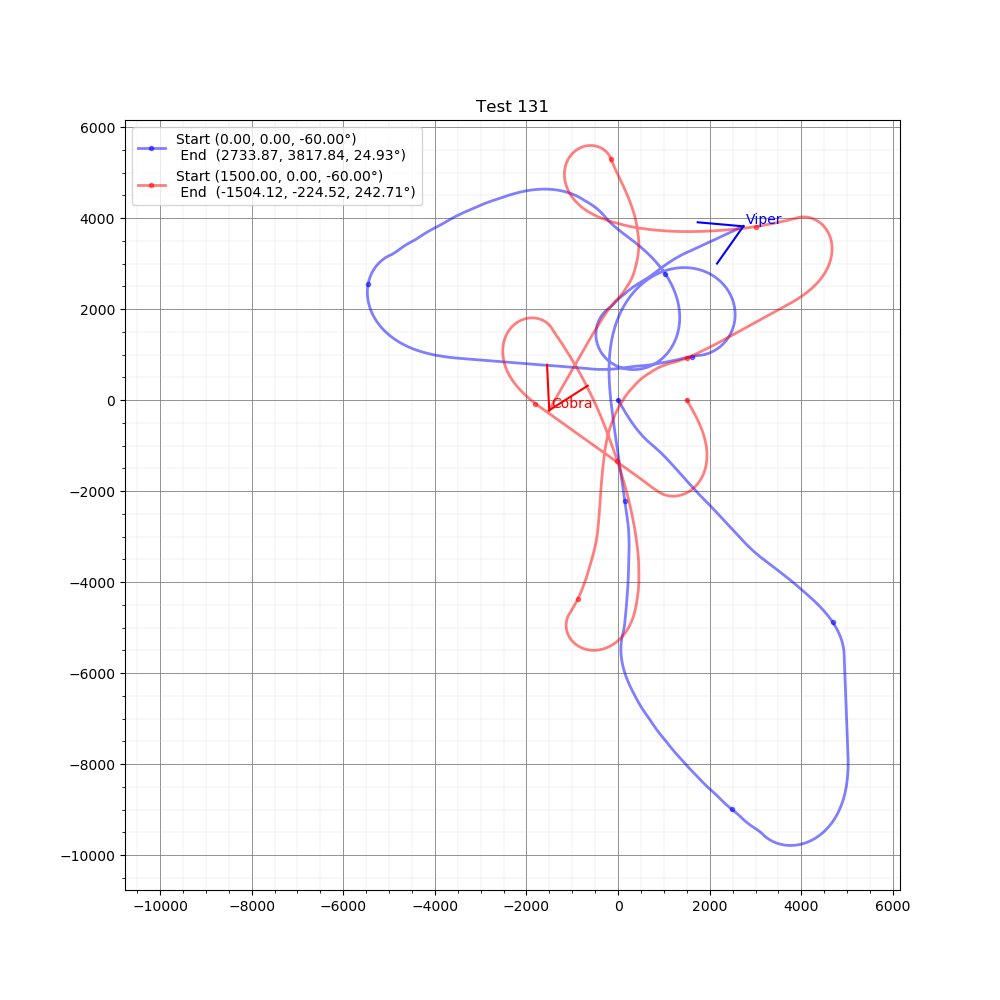 Test 131
Start (0.00, 0.00, -60.00°)
End  (2733.87, 3817.84, 24.93°)
Start (1500.00, 0.00, -60.00°)
End  (-1504.12, -224.52, 242.71°)
6000
4000
2000
0
−2000
−4000
−6000
−8000
−10000
Viper
Cobra
−10000 −8000 −6000 −4000 −2000 0 2000 4000 6000